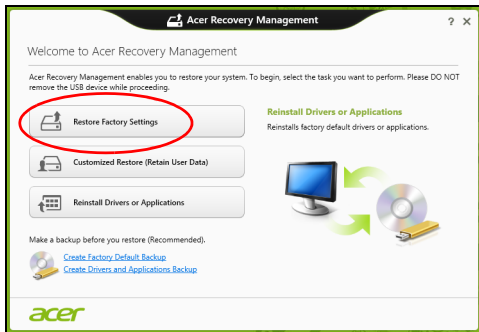 Acer Recovery Management
? X
Welcome to Acer Recovery Management
Acer Recovery Management enables you to restore your system. To begin, select the task you want to perform. Please DO NOT
remove the USB device while proceeding.
Restore Factory Settings
Customized Restore (Retain User Data)
Reinstall Drivers or Applications
Reinstall Drivers or Applications
Reinstalls factory default drivers or applications.
Make a backup before you restore (Recommended).
Create Factory Default Backup
Create Drivers and Applications Backup
acer